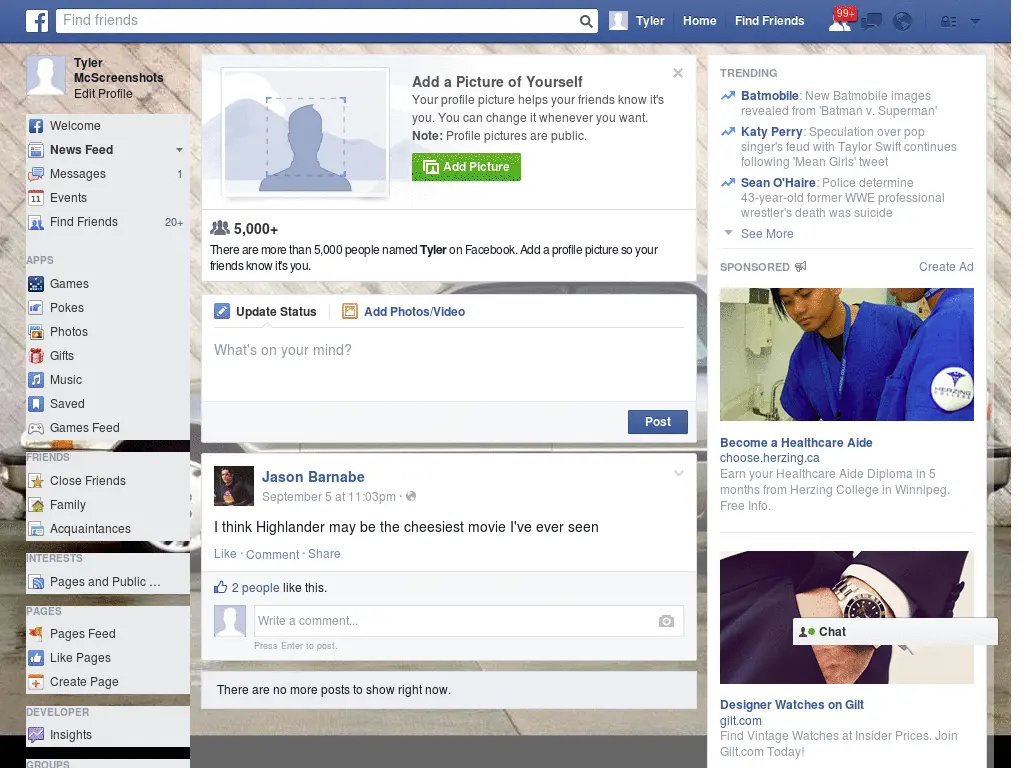 Find friends
Tyler
Home
Find Friends
99+
Tyler
McScreenshots
Edit Profile
Welcome
News Feed
Messages 1
11 Events
Find Friends 20+
APPS
Games
Pokes
Photos
Gifts
Music
Saved
Games Feed
FRIENDS
Close Friends
Family
Acquaintances
INTERESTS
Pages and Public ...
PAGES
Pages Feed
Like Pages
Create Page
DEVELOPER
Insights
GROUPS
Add a Picture of Yourself
Your profile picture helps your friends know it's
you. You can change it whenever you want.
Note: Profile pictures are public.
Add Picture
5,000+
There are more than 5,000 people named Tyler on Facebook. Add a profile picture so your
friends know it's you.
Update Status
Add Photos/Video
What's on your mind?
Post
Jason Barnabe
September 5 at 11:03pm ·
I think Highlander may be the cheesiest movie I've ever seen
Like · Comment · Share
2 people like this.
Write a comment...
Press Enter to post.
There are no more posts to show right now.
TRENDING
Batmobile: New Batmobile images
revealed from 'Batman v. Superman'
Katy Perry: Speculation over pop
singer's feud with Taylor Swift continues
following 'Mean Girls' tweet
Sean O'Haire: Police determine
43-year-old former WWE professional
wrestler's death was suicide
See More
SPONSORED
Create Ad
HERZING
COLLEGE
Become a Healthcare Aide
choose.herzing.ca
Earn your Healthcare Aide Diploma in 5
months from Herzing College in Winnipeg.
Free Info.
Chat
Designer Watches on Gilt
gilt.com
Find Vintage Watches at Insider Prices. Join
Gilt.com Today!